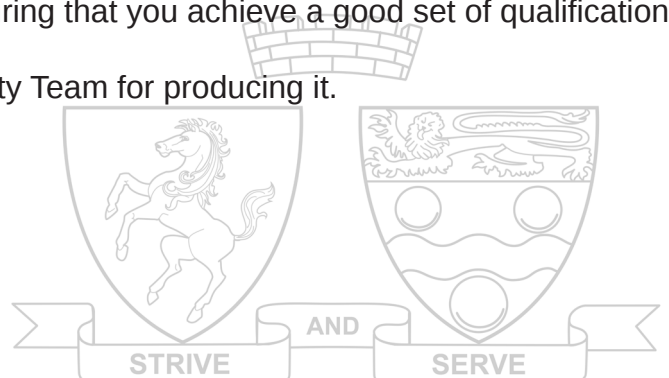 ring that you achieve a good set of qualification
ty Team for producing it.
AND
STRIVE SERVE